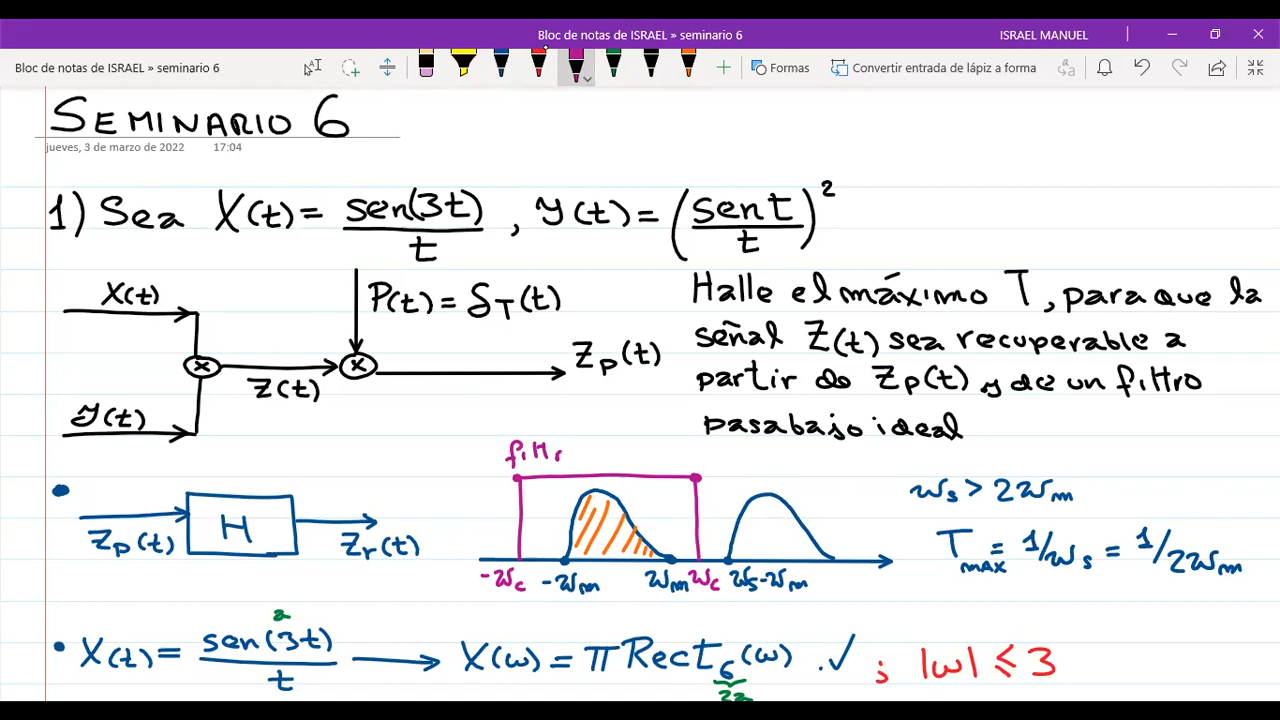 Bloc de notas de ISRAEL » seminario 6
ISRAEL MANUEL
Bloc de notas de ISRAEL » seminario 6
Formas
Convertir entrada de lápiz a forma
SEMINARIO 6
jueves, 3 de marzo de 2022 17:04
1) Sea X(t) = sen(3t)/t , y(t) = (sen t/t)²
X(t)
P(t) = δT(t)
Zp(t)
Z(t)
y(t)
Halle el máximo T, para que la
señal Z(t) sea recuperable a
partir de Zp(t) y de un filtro
pasabajo ideal
filtr
Zp(t)
H
Zr(t)
-wc
-wm
wm
wc
ws-wm
ws > 2wm
TMAX = 1/ws = 1/2wm
a
• X(t) = sen(3t)/t → X(ω) = π Rect6(ω) .✓ ; |ω| ≤ 3
2a